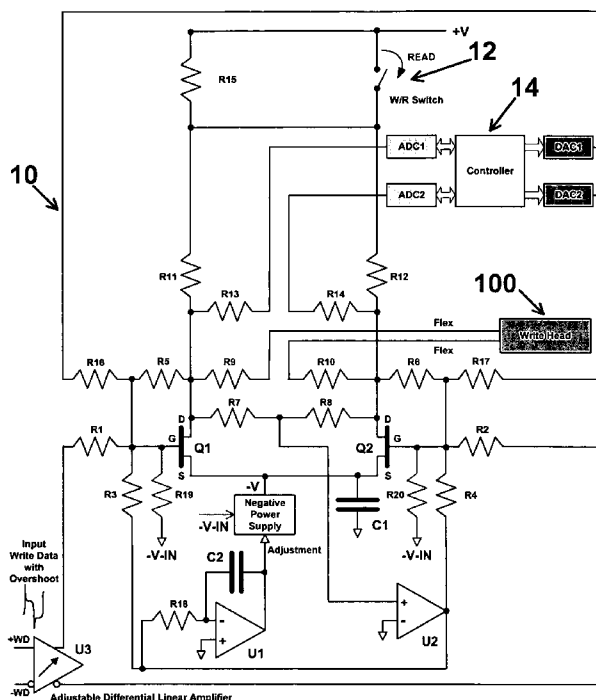 +V
READ
12
R15
W/R Switch
14
ADC1
DAC1
Controller
10
ADC2
DAC2
R11
R12
R13
R14
100
Flex
Write Head
Flex
R16
R5
R9
R10
R6
R17
R7
R8
D
D
R1
R2
G
Q1
Q2
G
S
S
-V
R3
R19
Negative
Power
Supply
R20
R4
-V-IN
C1
-V-IN
-V-IN
Adjustment
Input
Write Data
with
Overshoot
C2
R18
-
+
+
-
U1
U2
+WD
U3
-WD
Adjustable Differential Linear Amplifier